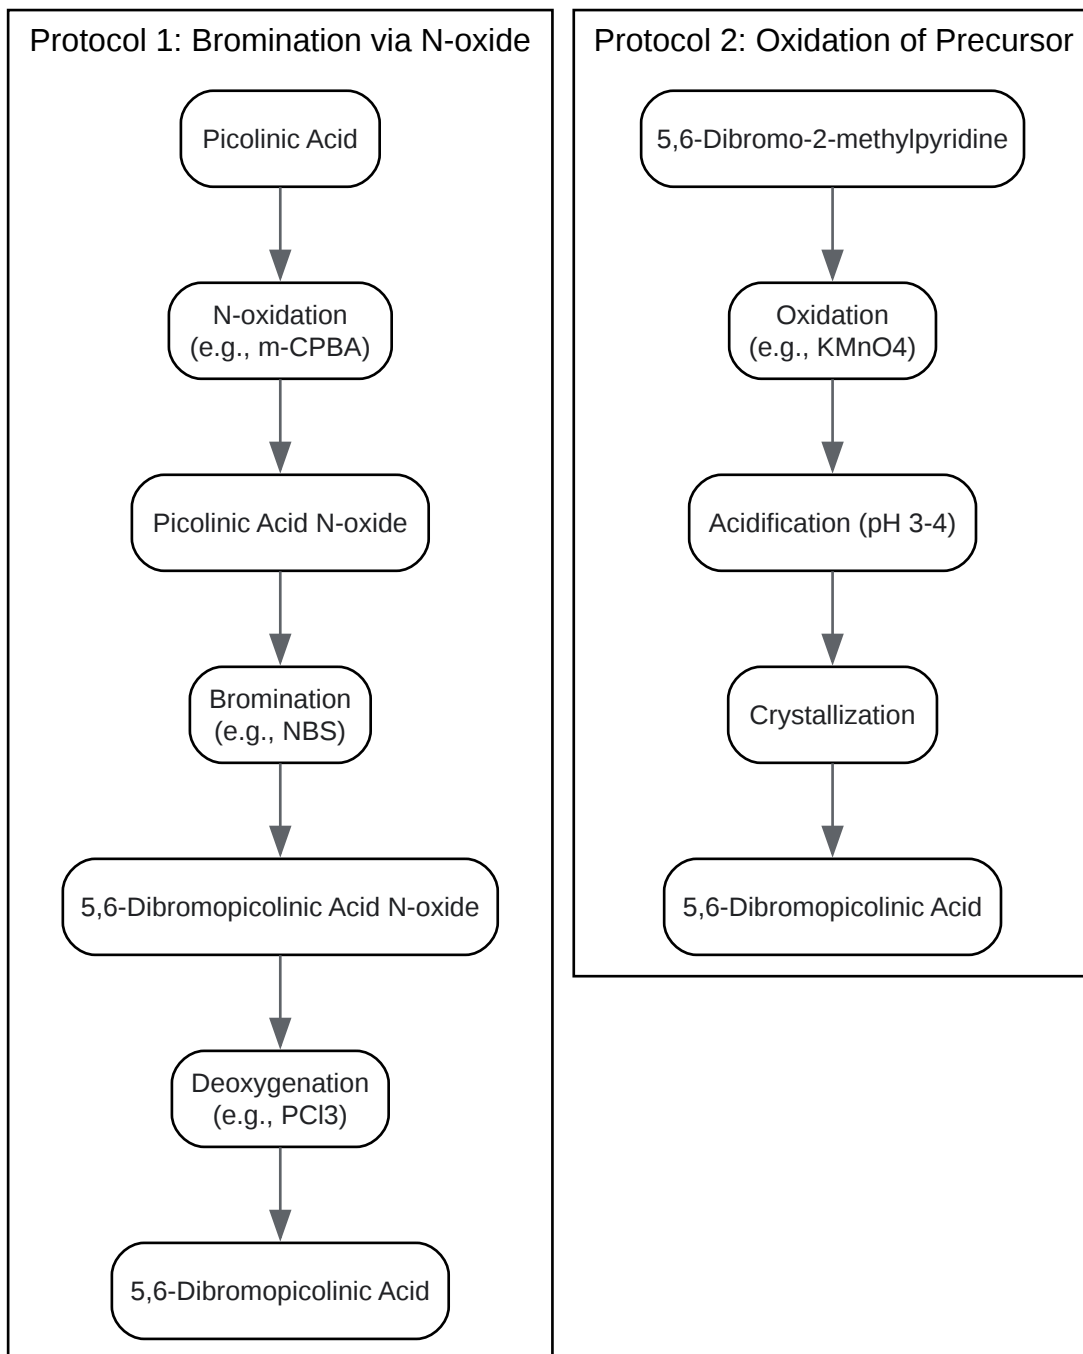 Protocol 1: Bromination via N-oxide
Picolinic Acid
N-oxidation
(e.g., m-CPBA)
Picolinic Acid N-oxide
Bromination
(e.g., NBS)
5,6-Dibromopicolinic Acid N-oxide
Deoxygenation
(e.g., PCl3)
5,6-Dibromopicolinic Acid
Protocol 2: Oxidation of Precursor
5,6-Dibromo-2-methylpyridine
Oxidation
(e.g., KMnO4)
Acidification (pH 3-4)
Crystallization
5,6-Dibromopicolinic Acid